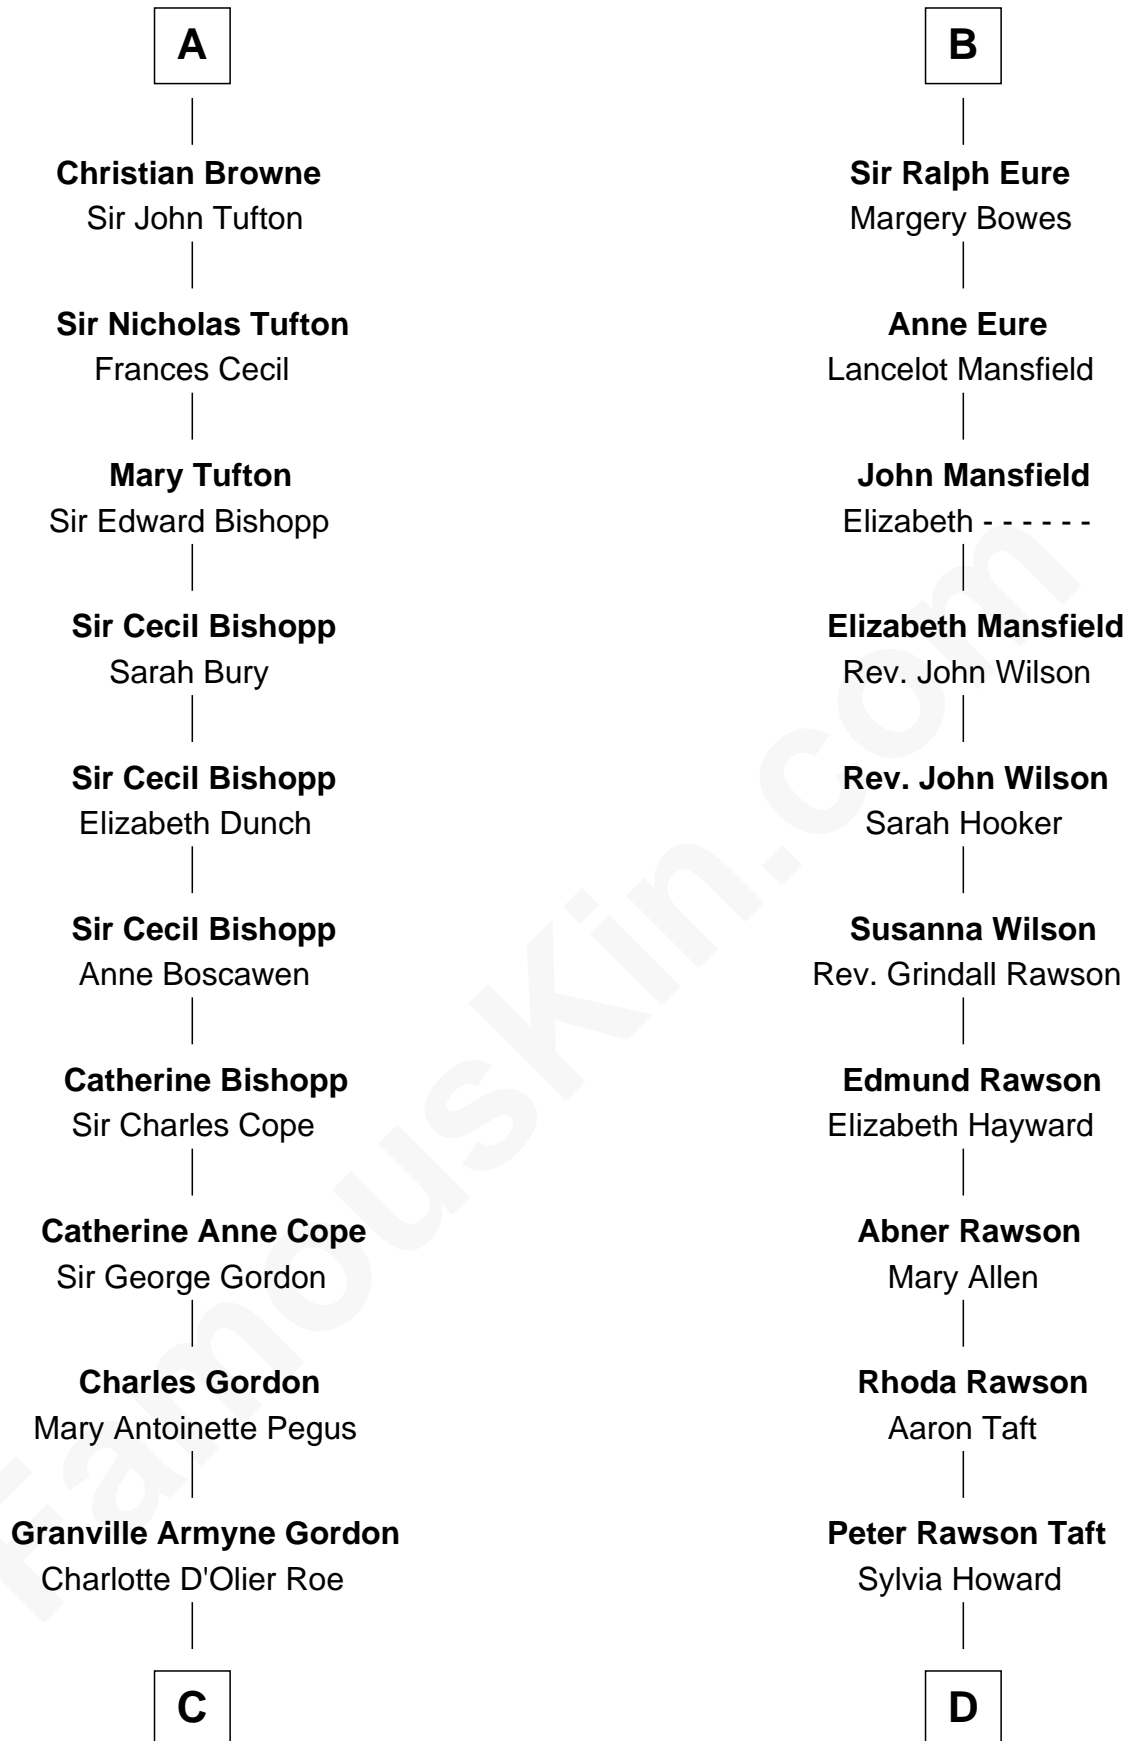 A
Christian Browne
Sir John Tufton
Sir Nicholas Tufton
Frances Cecil
Mary Tufton
Sir Edward Bishopp
Sir Cecil Bishopp
Sarah Bury
Sir Cecil Bishopp
Elizabeth Dunch
Sir Cecil Bishopp
Anne Boscawen
Catherine Bishopp
Sir Charles Cope
Catherine Anne Cope
Sir George Gordon
Charles Gordon
Mary Antoinette Pegus
Granville Armyne Gordon
Charlotte D'Olier Roe
C
B
Sir Ralph Eure
Margery Bowes
Anne Eure
Lancelot Mansfield
John Mansfield
Elizabeth - - - - - -
Elizabeth Mansfield
Rev. John Wilson
Rev. John Wilson
Sarah Hooker
Susanna Wilson
Rev. Grindall Rawson
Edmund Rawson
Elizabeth Hayward
Abner Rawson
Mary Allen
Rhoda Rawson
Aaron Taft
Peter Rawson Taft
Sylvia Howard
D
FamousKin.com